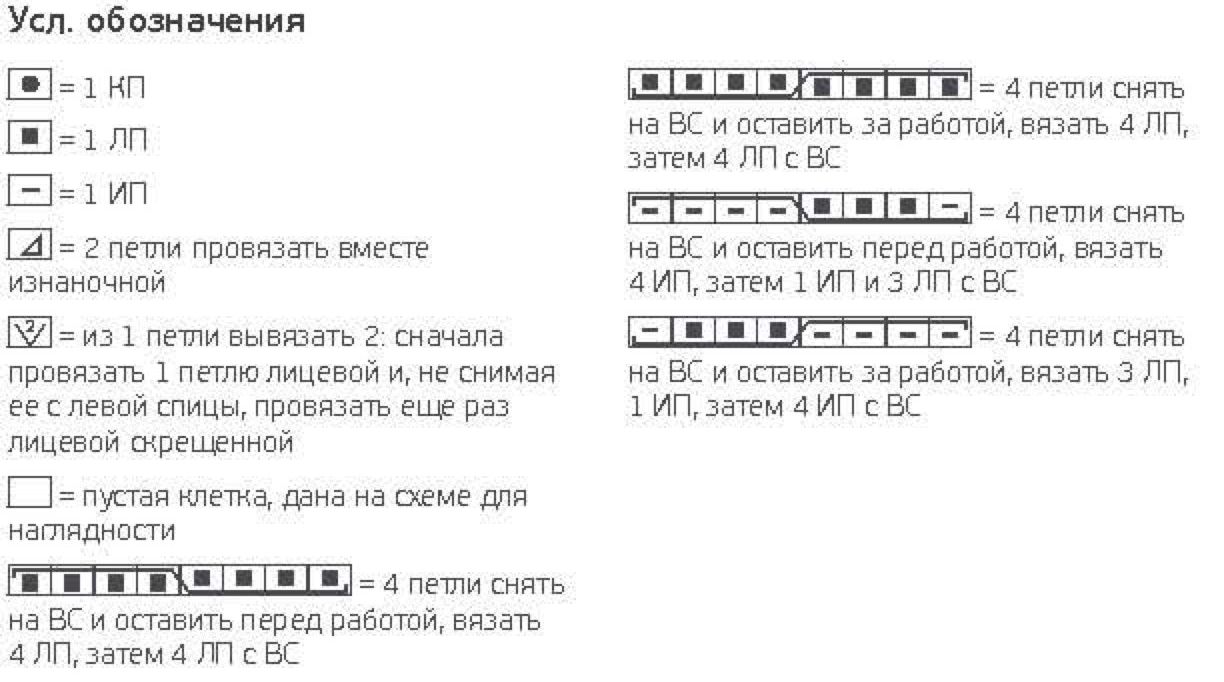 Усл. обозначения
= 1 КП
= 1 ЛП
= 1 ИП
= 2 петли провязать вместе
изнаночной
2 = из 1 петли вывязать 2: сначала
провязать 1 петлю лицевой и, не снимая
ее с левой спицы, провязать еще раз
лицевой скрещенной
= пустая клетка, дана на схеме для
наглядности
= 4 петли снять
на ВС и оставить перед работой, вязать
4 ЛП, затем 4 ЛП с ВС
= 4 петли снять
на ВС и оставить за работой, вязать 4 ЛП,
затем 4 ЛП с ВС
= 4 петли снять
на ВС и оставить перед работой, вязать
4 ИП, затем 1 ИП и 3 ЛП с ВС
= 4 петли снять
на ВС и оставить за работой, вязать 3 ЛП,
1 ИП, затем 4 ИП с ВС